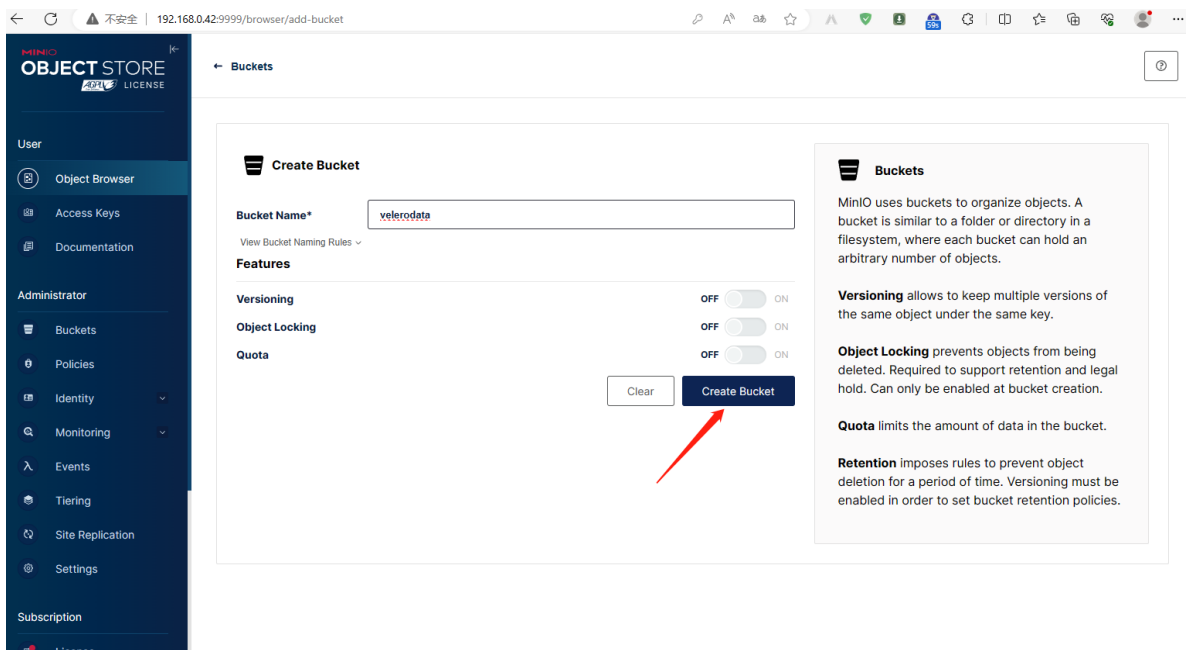 不安全 192.168.0.42:9999/browser/add-bucket
59s
MINIO
OBJECT STORE
AGPLV3 LICENSE
← Buckets
User
Object Browser
Access Keys
Documentation
Administrator
Buckets
Policies
Identity
Monitoring
Events
Tiering
Site Replication
Settings
Subscription
License
Create Bucket
Bucket Name* velerodata
View Bucket Naming Rules
Features
Versioning OFF ON
Object Locking OFF ON
Quota OFF ON
Clear Create Bucket
Buckets
MinIO uses buckets to organize objects. A
bucket is similar to a folder or directory in a
filesystem, where each bucket can hold an
arbitrary number of objects.
Versioning allows to keep multiple versions of
the same object under the same key.
Object Locking prevents objects from being
deleted. Required to support retention and legal
hold. Can only be enabled at bucket creation.
Quota limits the amount of data in the bucket.
Retention imposes rules to prevent object
deletion for a period of time. Versioning must be
enabled in order to set bucket retention policies.